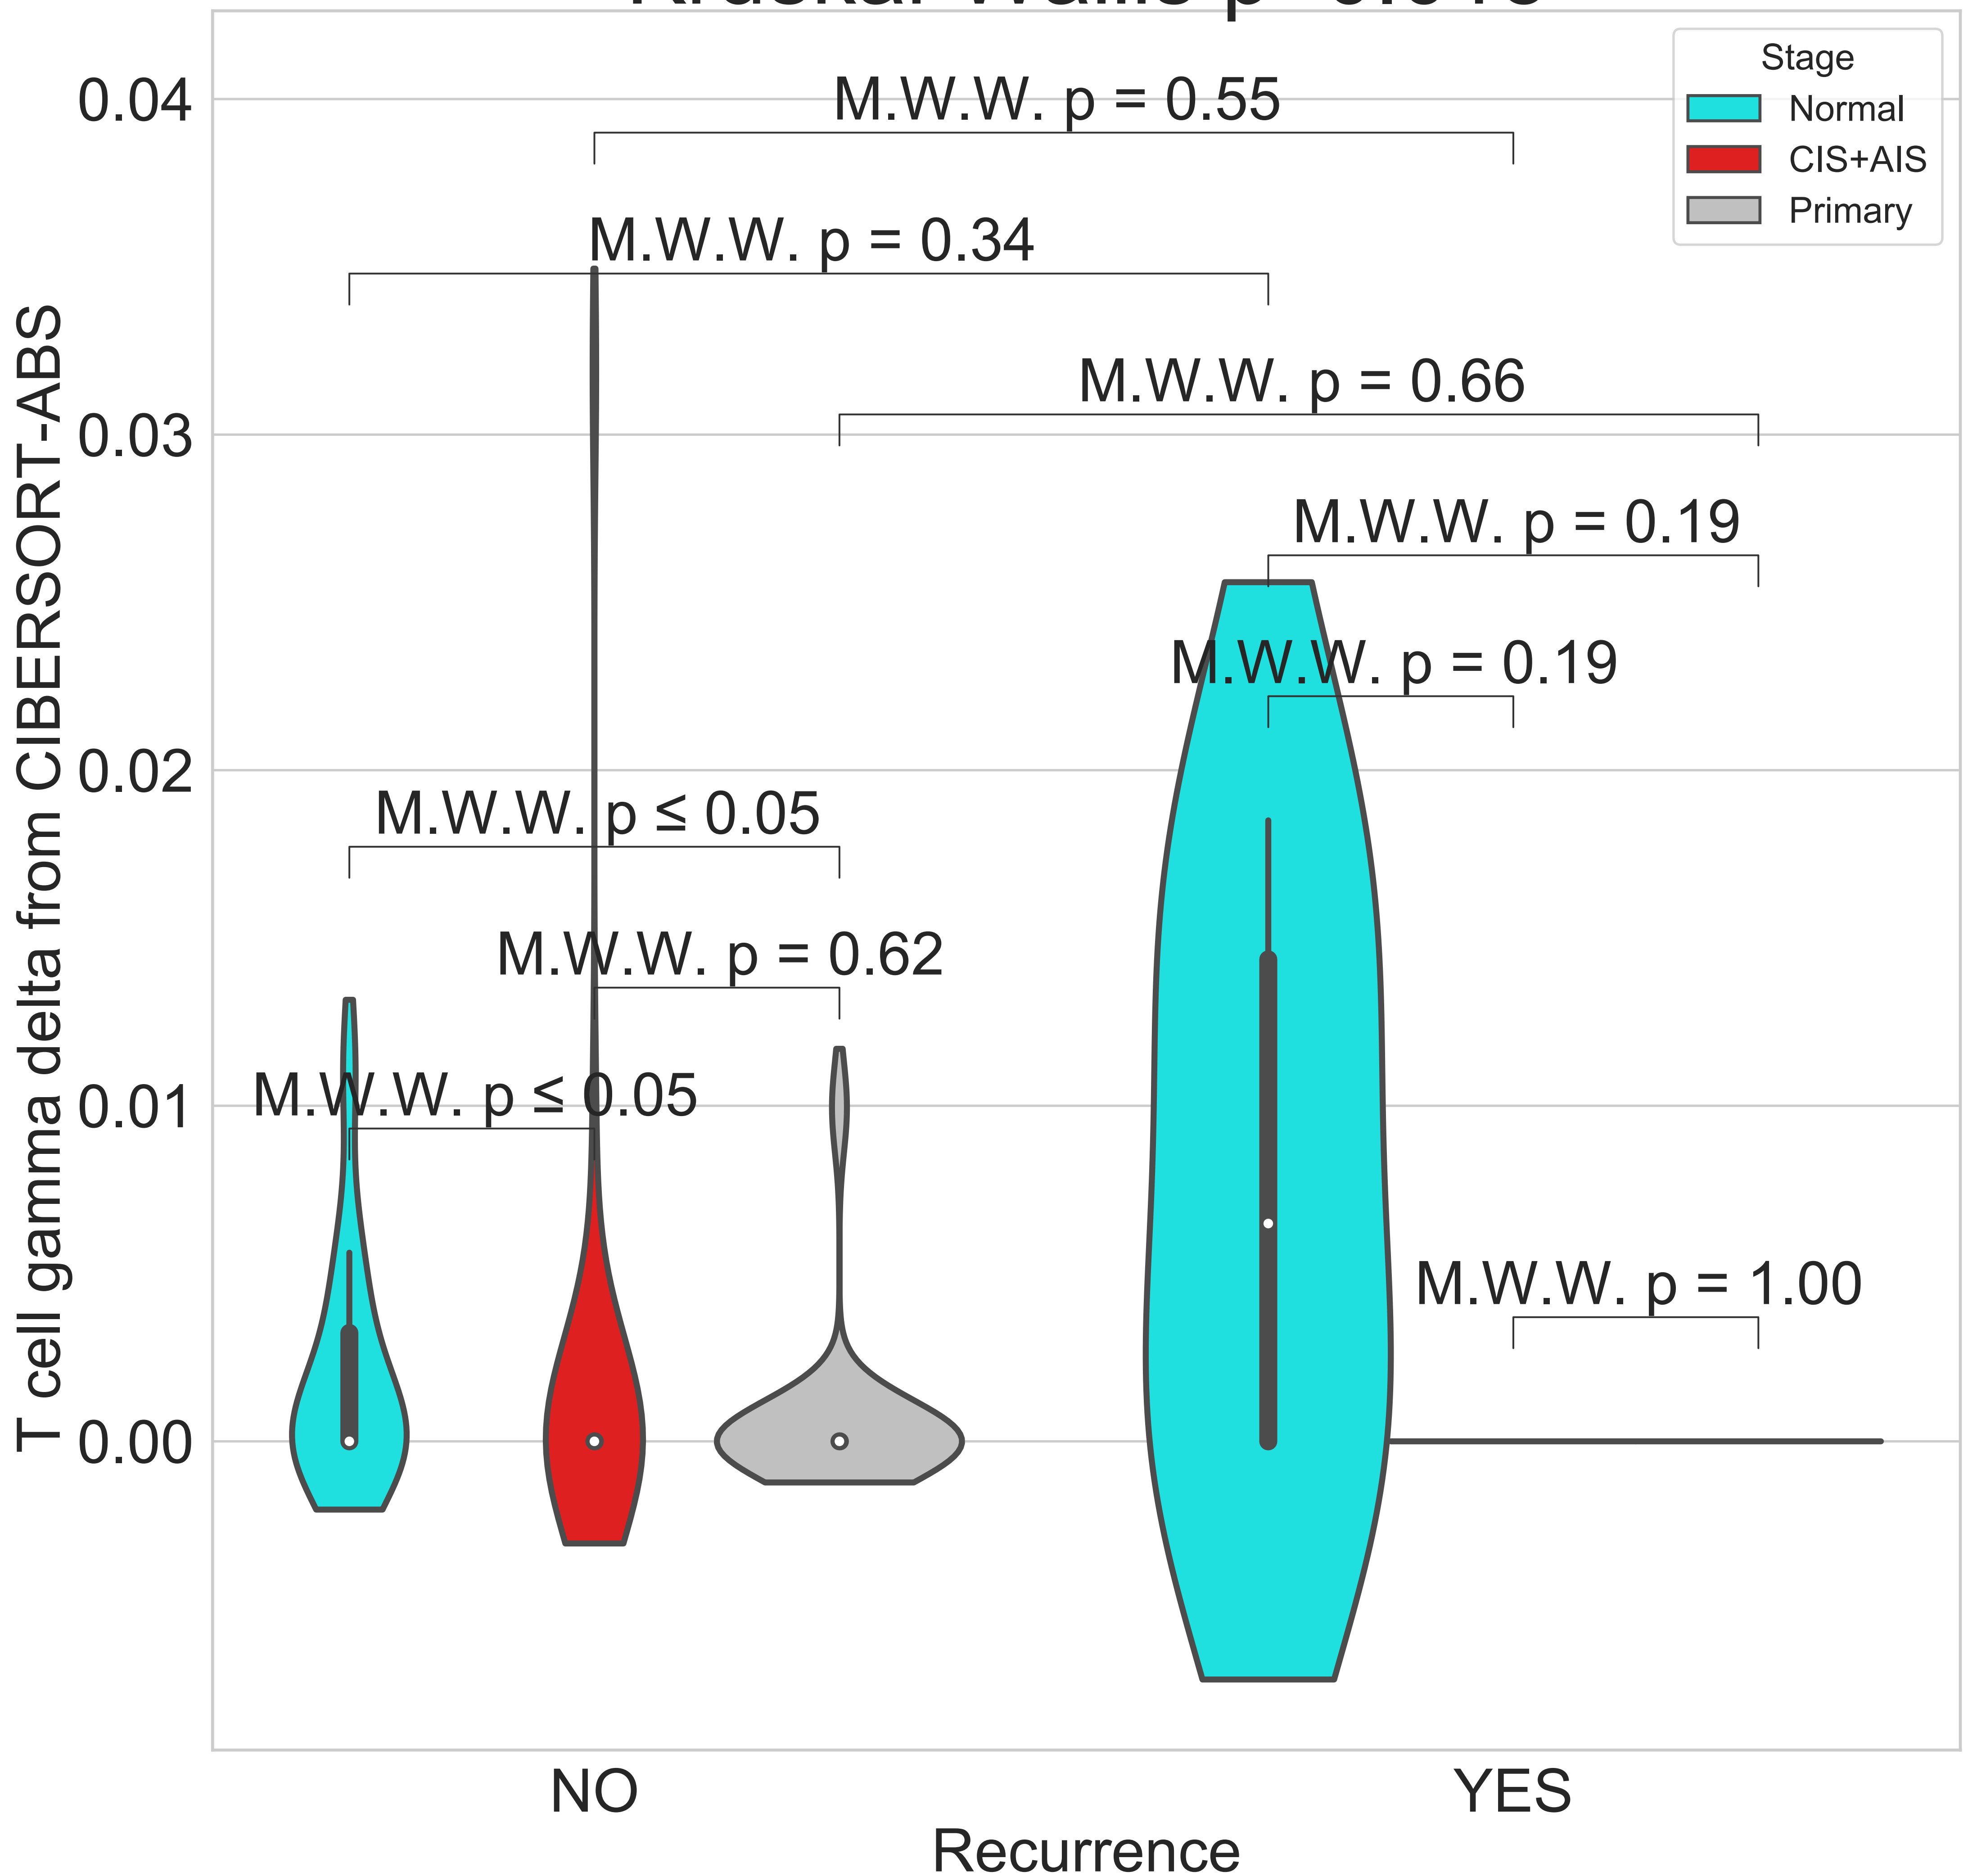 Stage
Normal
CIS+AIS
Primary
M.W.W. p = 0.55
M.W.W. p = 0.34
M.W.W. p = 0.66
M.W.W. p = 0.19
M.W.W. p = 0.19
M.W.W. p ≤ 0.05
M.W.W. p = 0.62
M.W.W. p ≤ 0.05
M.W.W. p = 1.00
T cell gamma delta from CIBERSORT-ABS
0.04
0.03
0.02
0.01
0.00
NO
YES
Recurrence